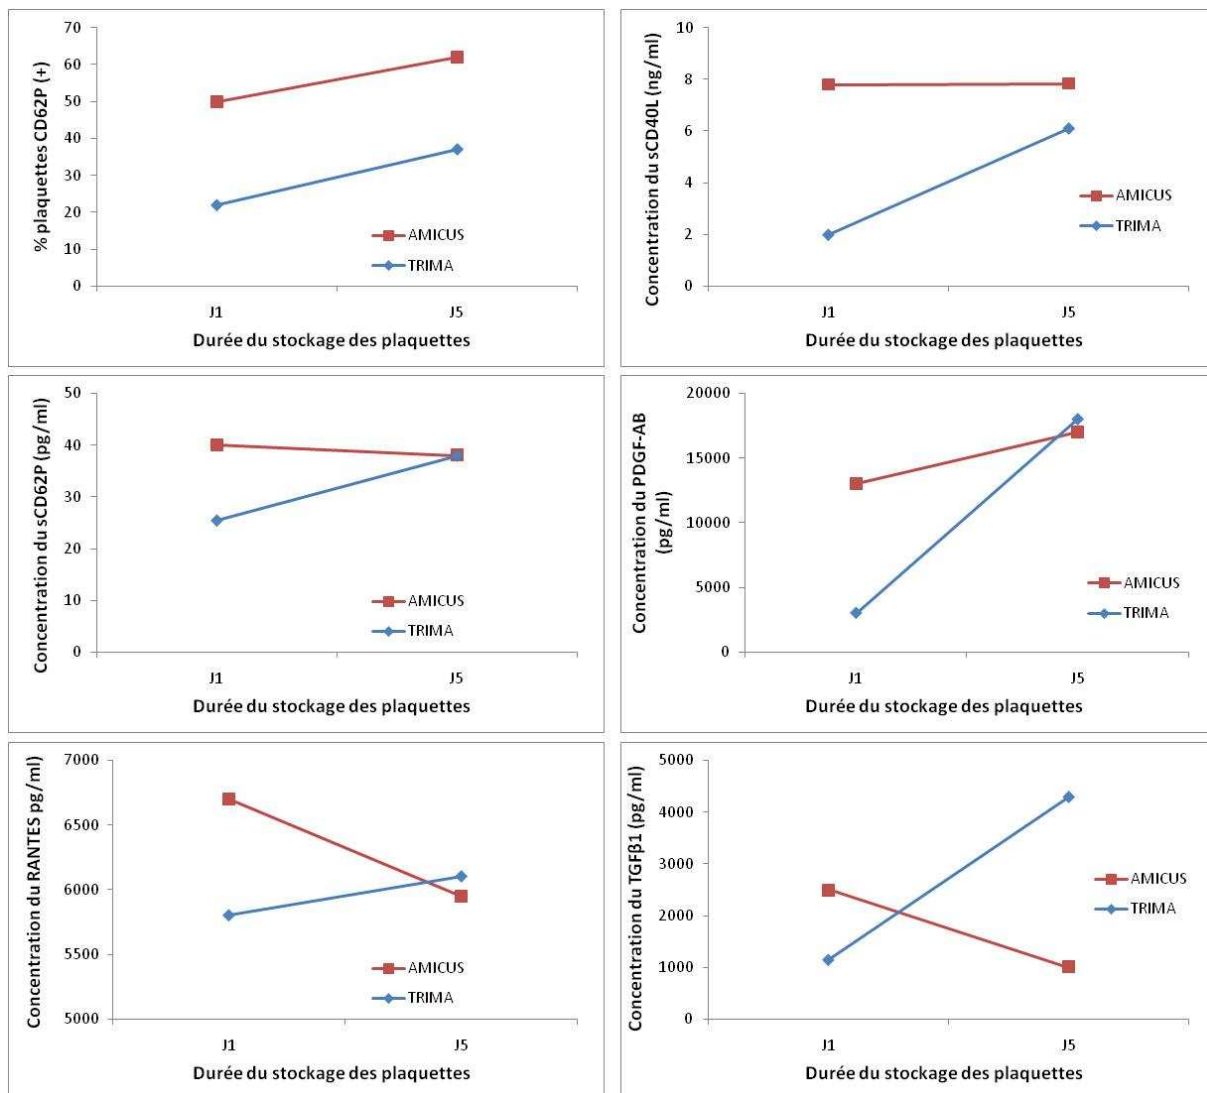 % plaquettes CD62P (+)
70
60
50
40
30
20
10
0
AMICUS
TRIMA
J1
J5
Durée du stockage des plaquettes
Concentration du sCD40L (ng/ml)
10
8
6
4
2
0
AMICUS
TRIMA
J1
J5
Durée du stockage des plaquettes
Concentration du sCD62P (pg/ml)
50
40
30
20
10
0
AMICUS
TRIMA
J1
J5
Durée du stockage des plaquettes
Concentration du PDGF-AB
(pg/ml)
20000
15000
10000
5000
0
AMICUS
TRIMA
J1
J5
Durée du stockage des plaquettes
Concentration du RANTES pg/ml)
7000
6500
6000
5500
5000
AMICUS
TRIMA
J1
J5
Durée du stockage des plaquettes
Concentration du TGFβ1 (pg/ml)
5000
4000
3000
2000
1000
0
AMICUS
TRIMA
J1
J5
Durée du stockage des plaquettes